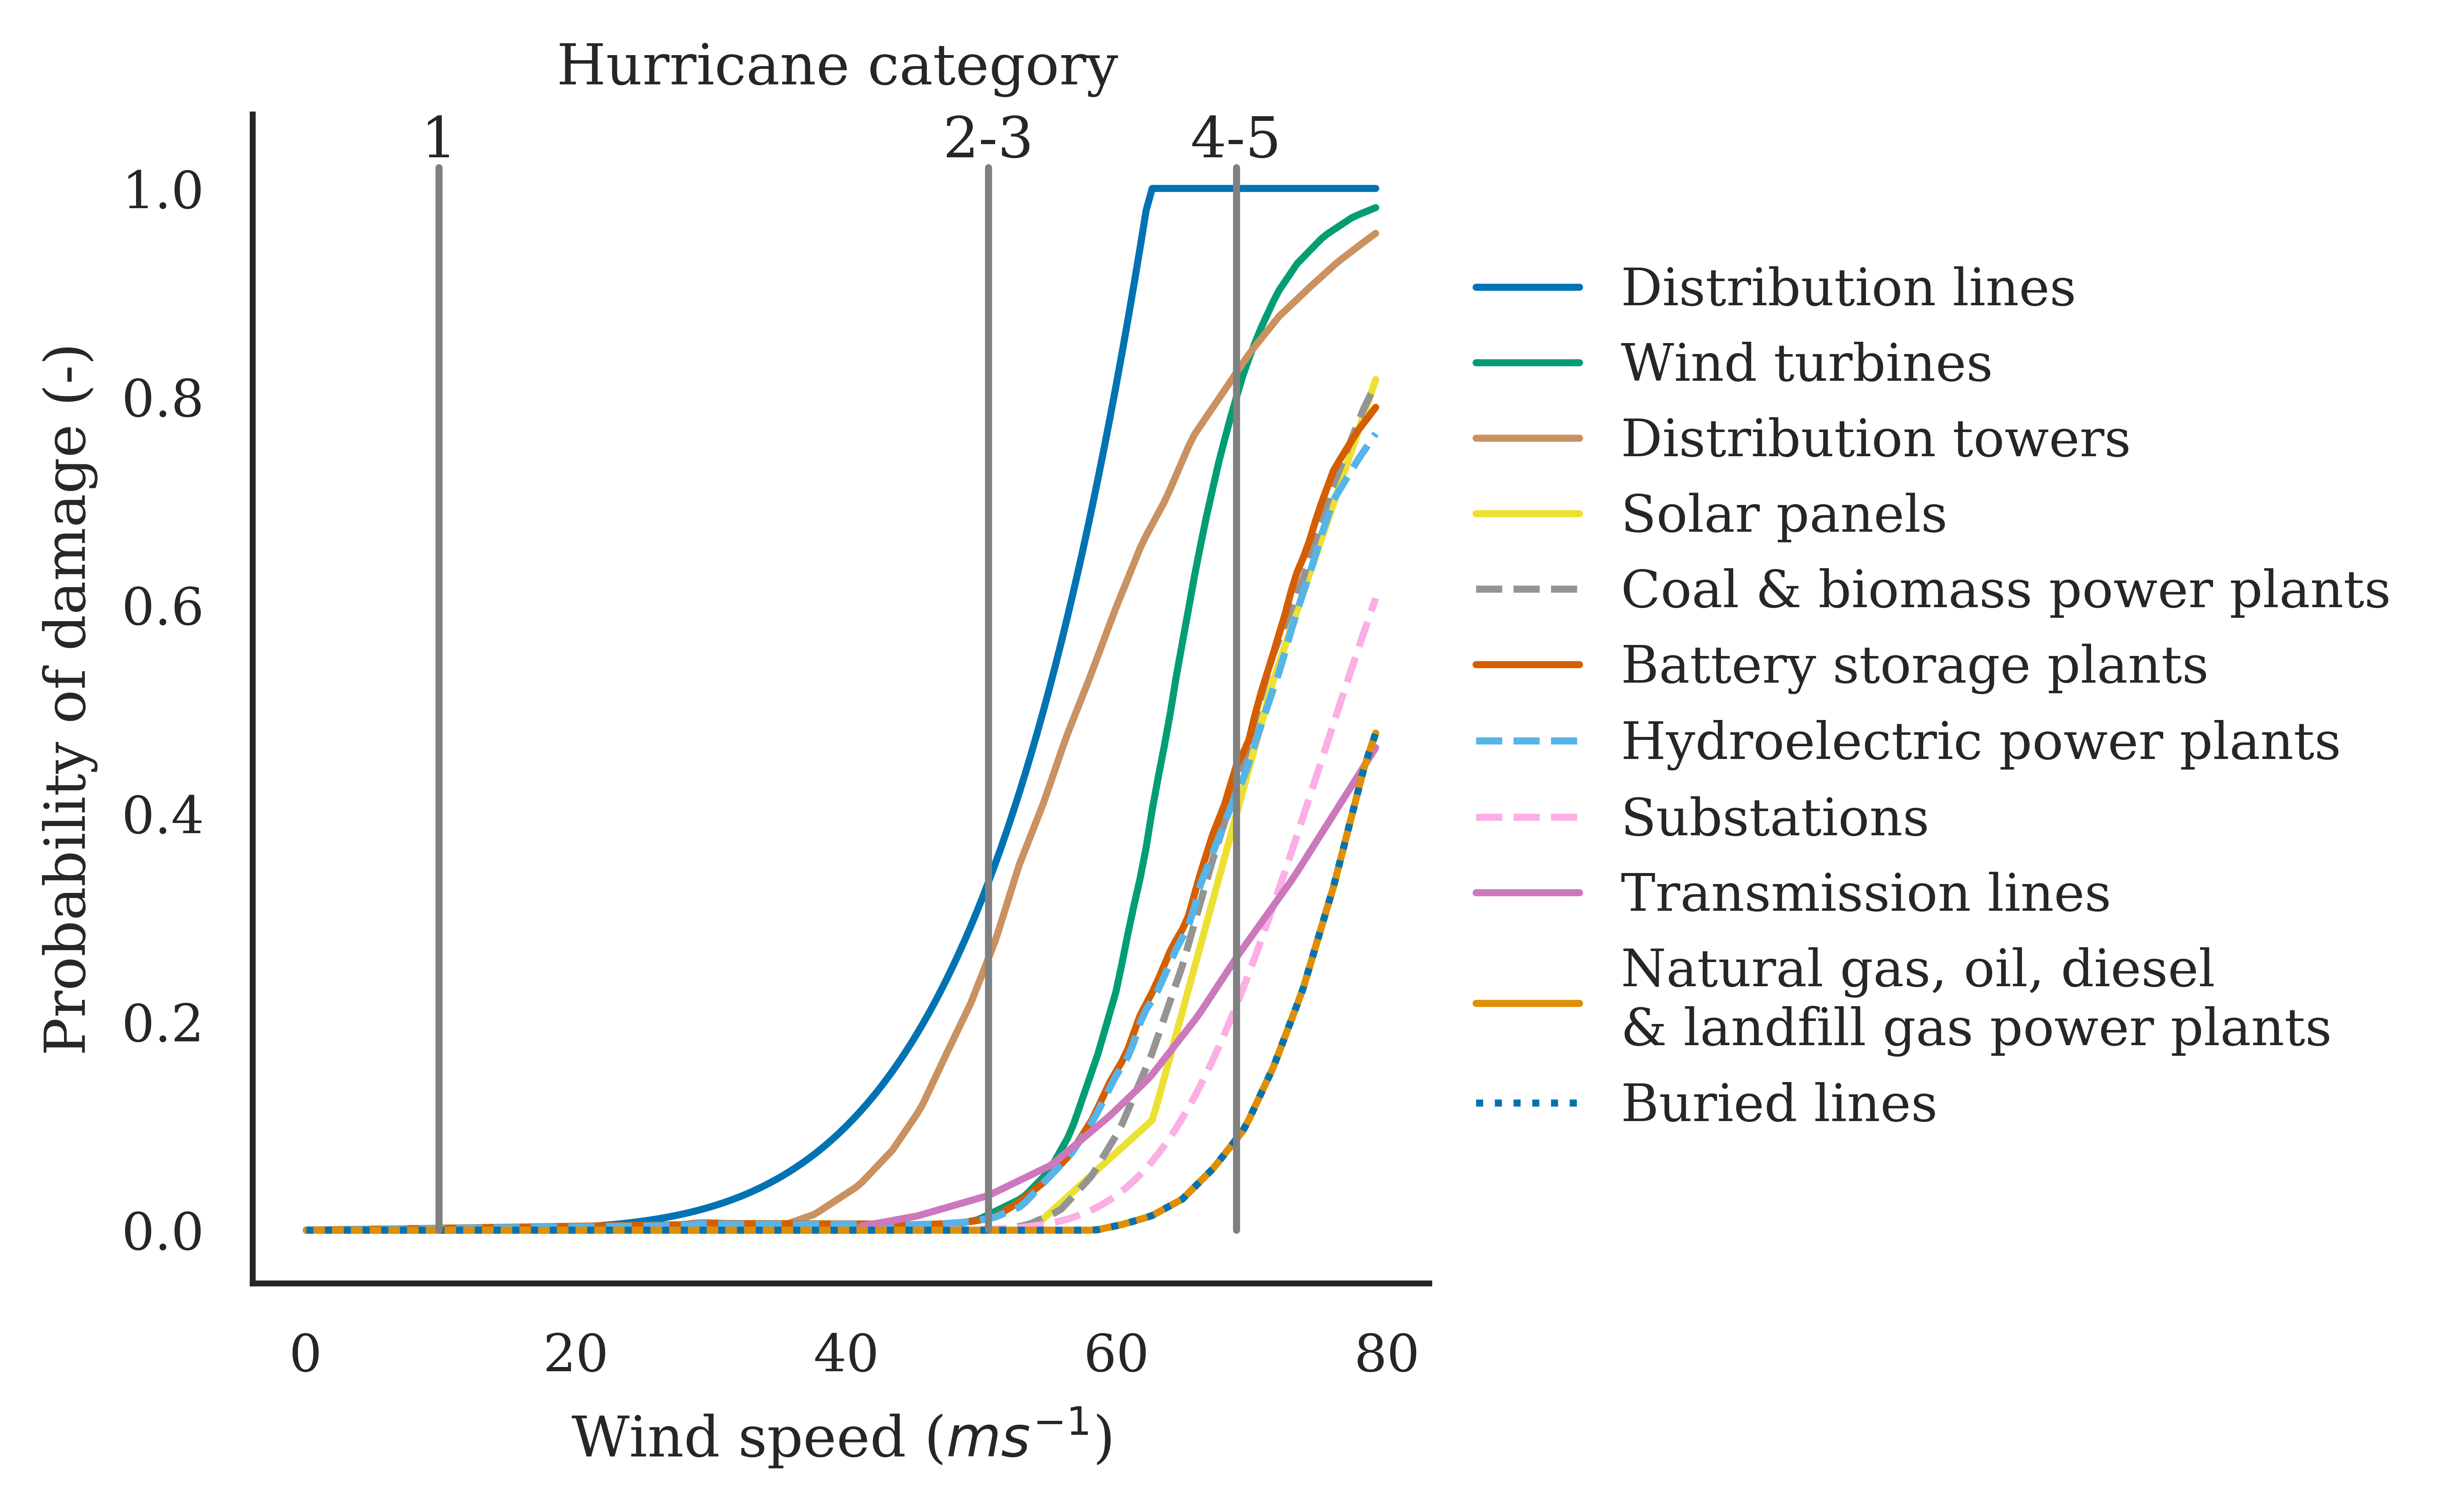 Hurricane category
1
2-3
4-5
1.0
0.8
0.6
0.4
0.2
0.0
Probability of damage (-)
0
20
40
60
80
Wind speed (ms⁻¹)
Distribution lines
Wind turbines
Distribution towers
Solar panels
Coal & biomass power plants
Battery storage plants
Hydroelectric power plants
Substations
Transmission lines
Natural gas, oil, diesel
& landfill gas power plants
Buried lines